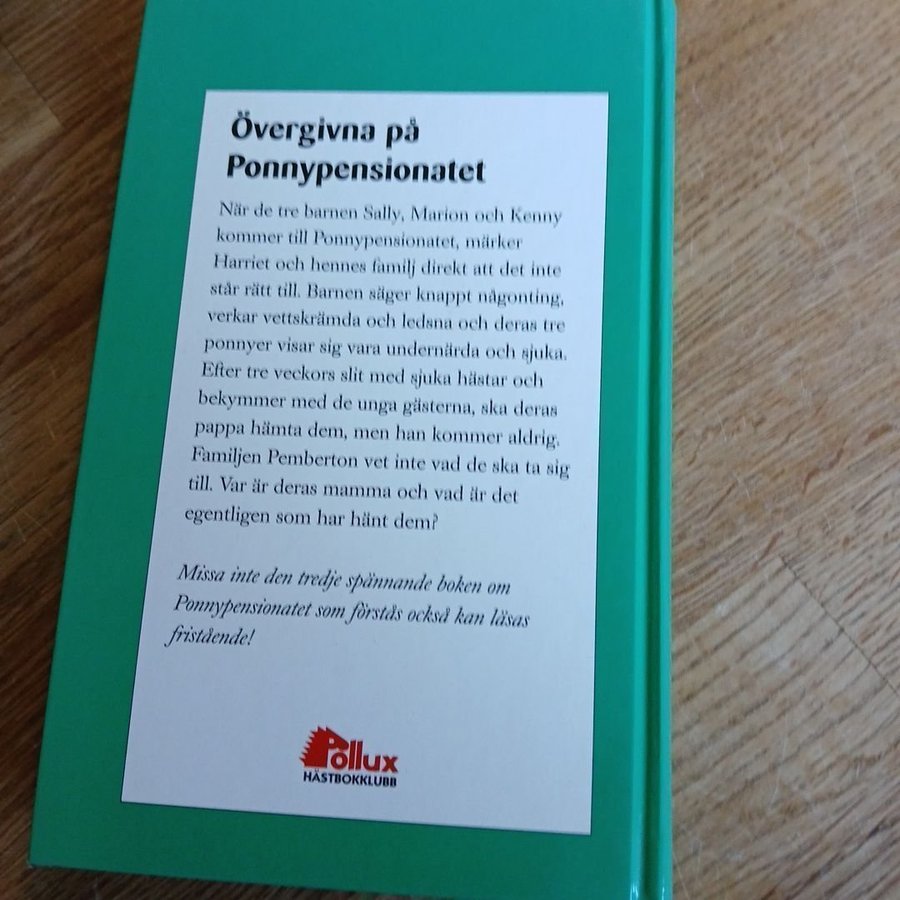 Övergivna på
Ponnypensionatet
När de tre barnen Sally, Marion och Kenny
kommer till Ponnypensionatet, märker
Harriet och hennes familj direkt att det inte
står rätt till. Barnen säger knappt någonting,
verkar vettskrämda och ledsna och deras tre
ponnyer visar sig vara undernärda och sjuka.
Efter tre veckors slit med sjuka hästar och
bekymmer med de unga gästerna, ska deras
pappa hämta dem, men han kommer aldrig.
Familjen Pemberton vet inte vad de ska ta sig
till. Var är deras mamma och vad är det
egentligen som har hänt dem?
Missa inte den tredje spännande boken om
Ponnypensionatet som förstås också kan läsas
fristående!
Pollux
HÄSTBOKKLUBB